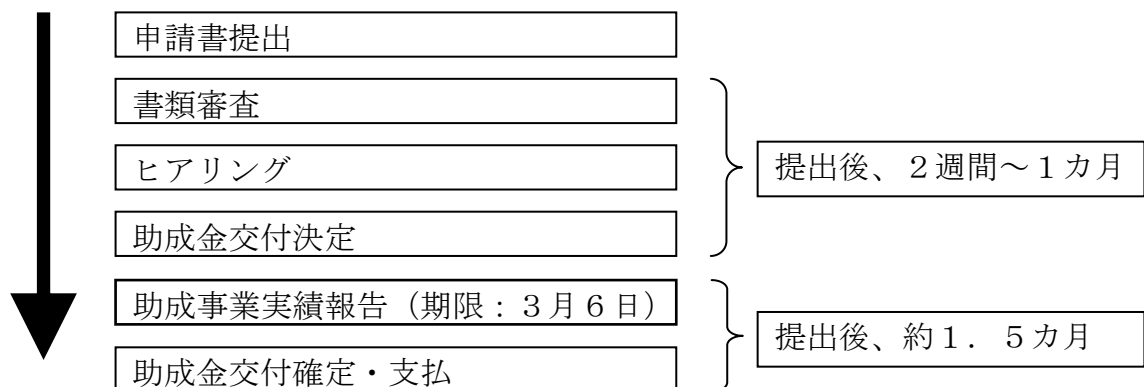 申請書提出
書類審査
ヒアリング
提出後、２週間～１カ月
助成金交付決定
助成事業実績報告（期限：３月６日）
提出後、約１．５カ月
助成金交付確定・支払